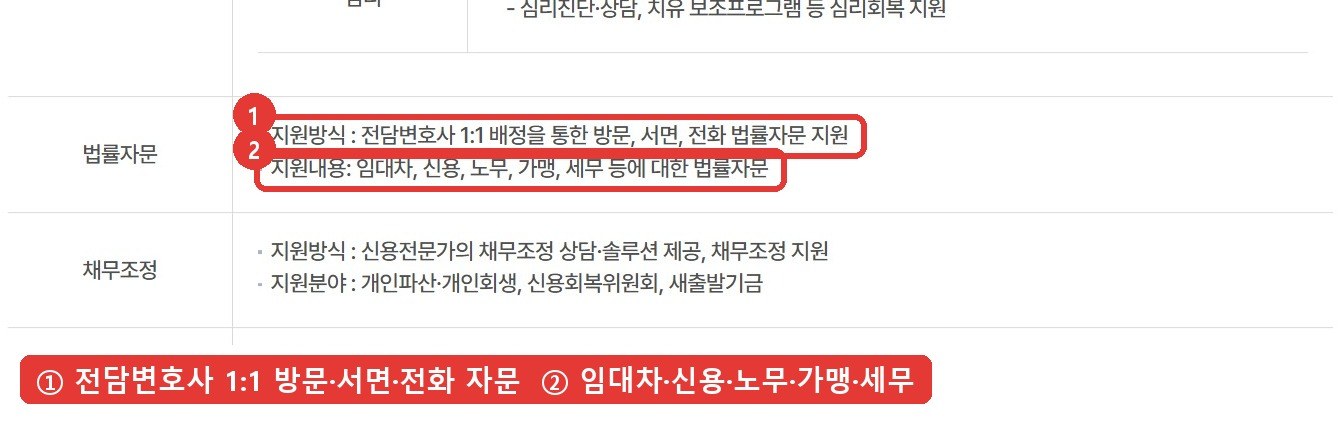 - 심리진단·상담, 치유 보조프로그램 등 심리회복 지원
법률자문
1
지원방식 : 전담변호사 1:1 배정을 통한 방문, 서면, 전화 법률자문 지원
2
지원내용: 임대차, 신용, 노무, 가맹, 세무 등에 대한 법률자문
채무조정
· 지원방식 : 신용전문가의 채무조정 상담·솔루션 제공, 채무조정 지원
· 지원분야 : 개인파산·개인회생, 신용회복위원회, 새출발기금
① 전담변호사 1:1 방문·서면·전화 자문 ② 임대차·신용·노무·가맹·세무